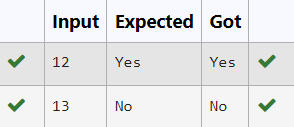 Input Expected Got
12 Yes Yes
13 No No